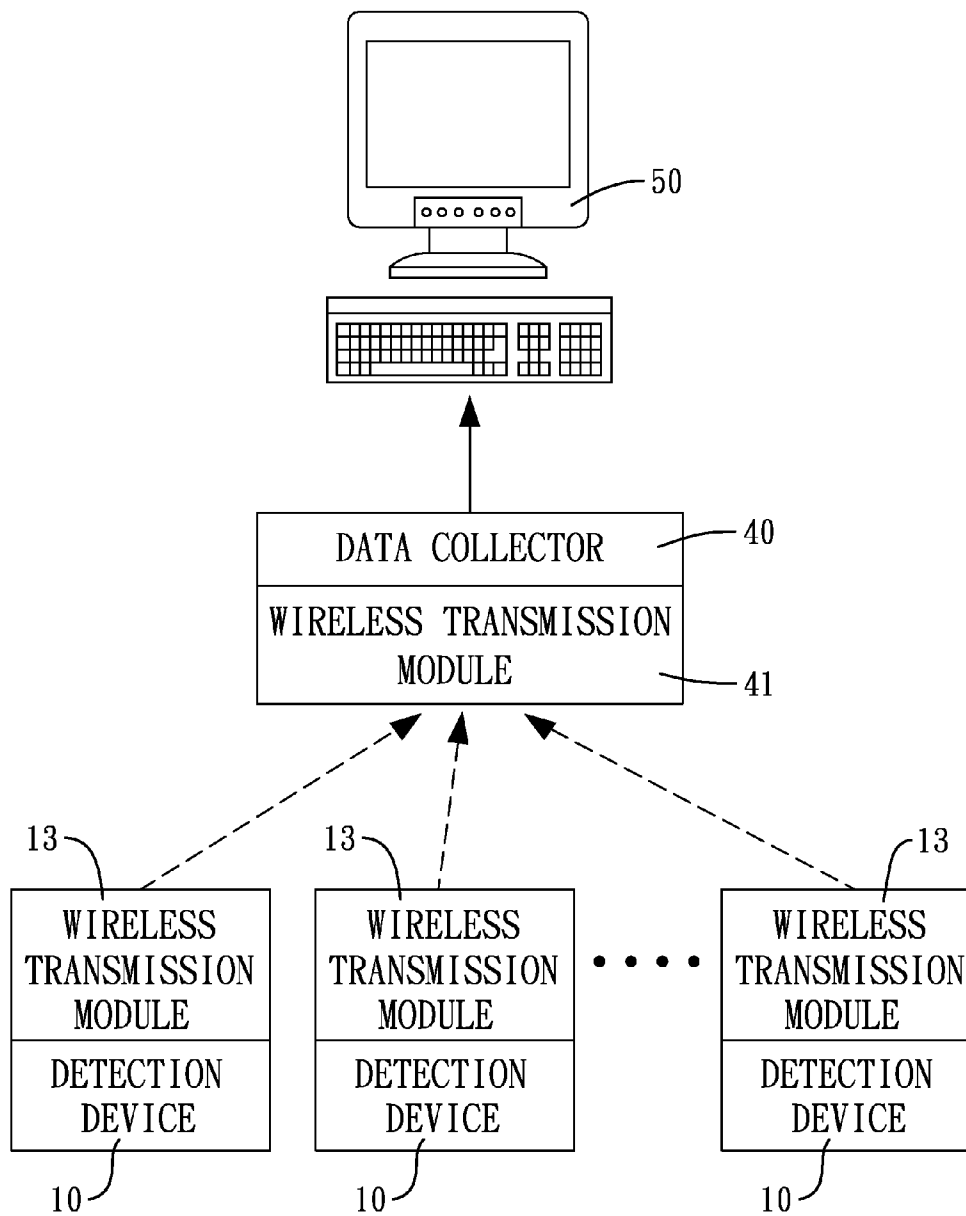 50
DATA COLLECTOR
40
WIRELESS TRANSMISSION
MODULE
41
13
13
13
WIRELESS
TRANSMISSION
MODULE
DETECTION
DEVICE
10
WIRELESS
TRANSMISSION
MODULE
DETECTION
DEVICE
10
WIRELESS
TRANSMISSION
MODULE
DETECTION
DEVICE
10